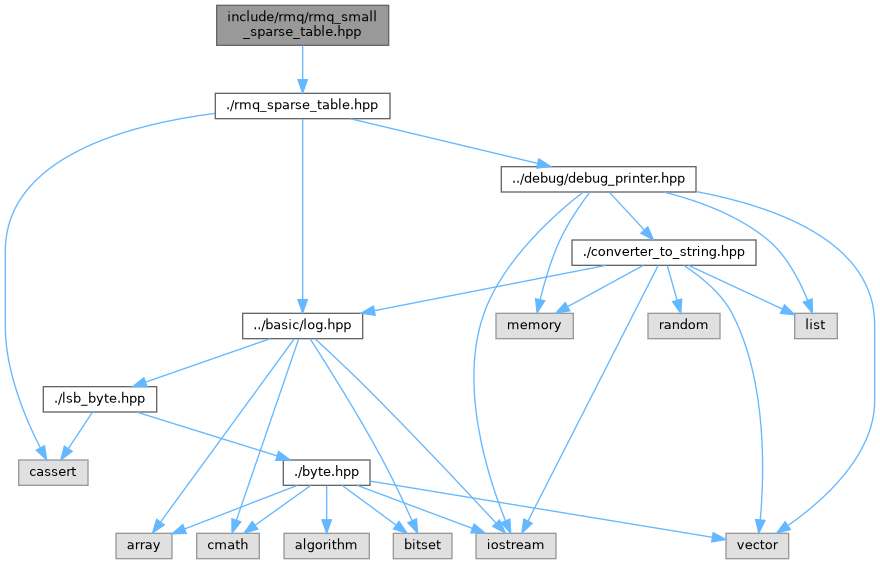 include/rmq/rmq_small
_sparse_table.hpp
./rmq_sparse_table.hpp
../debug/debug_printer.hpp
./converter_to_string.hpp
../basic/log.hpp
memory
random
list
./lsb_byte.hpp
cassert
./byte.hpp
array
cmath
algorithm
bitset
iostream
vector